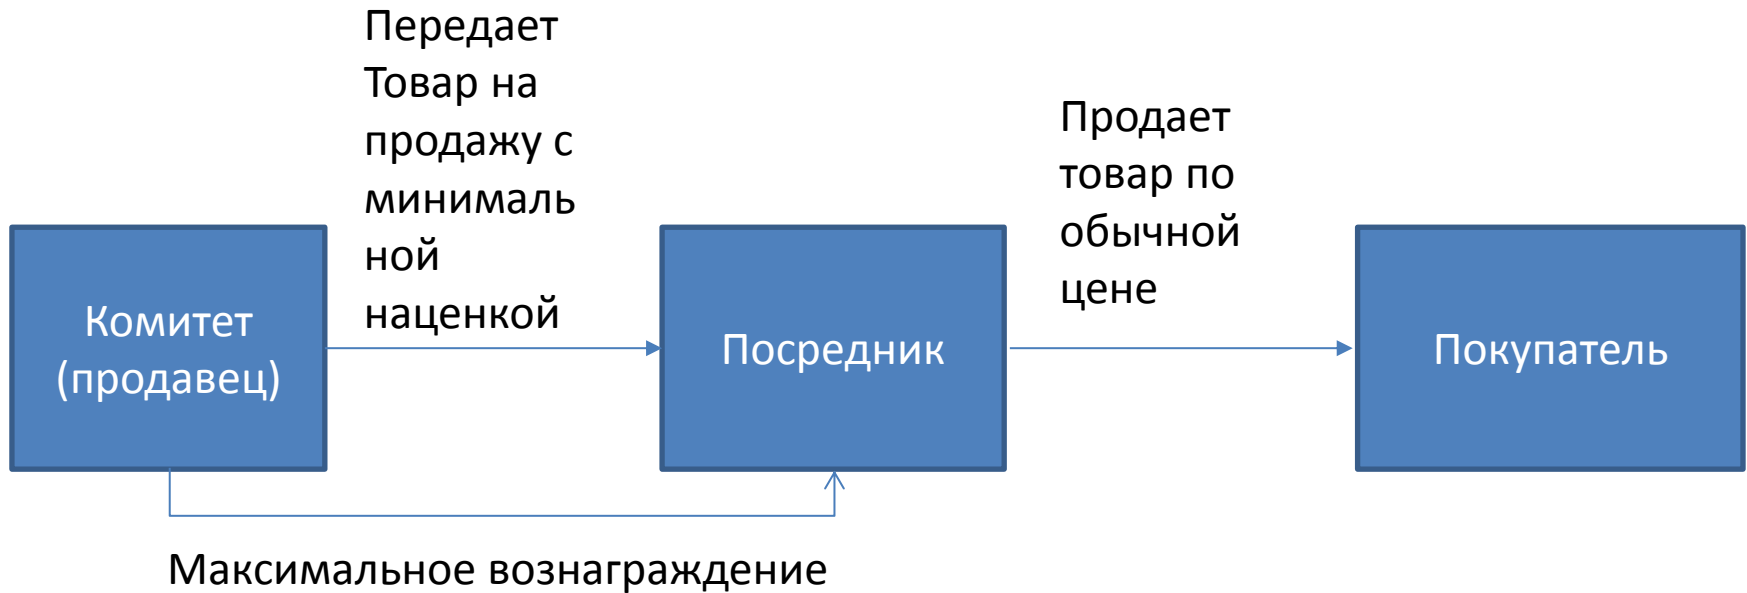 Передает
Товар на
продажу с
минималь
ной
наценкой
Продает
товар по
обычной
цене
Комитет
(продавец)
Посредник
Покупатель
Максимальное вознаграждение